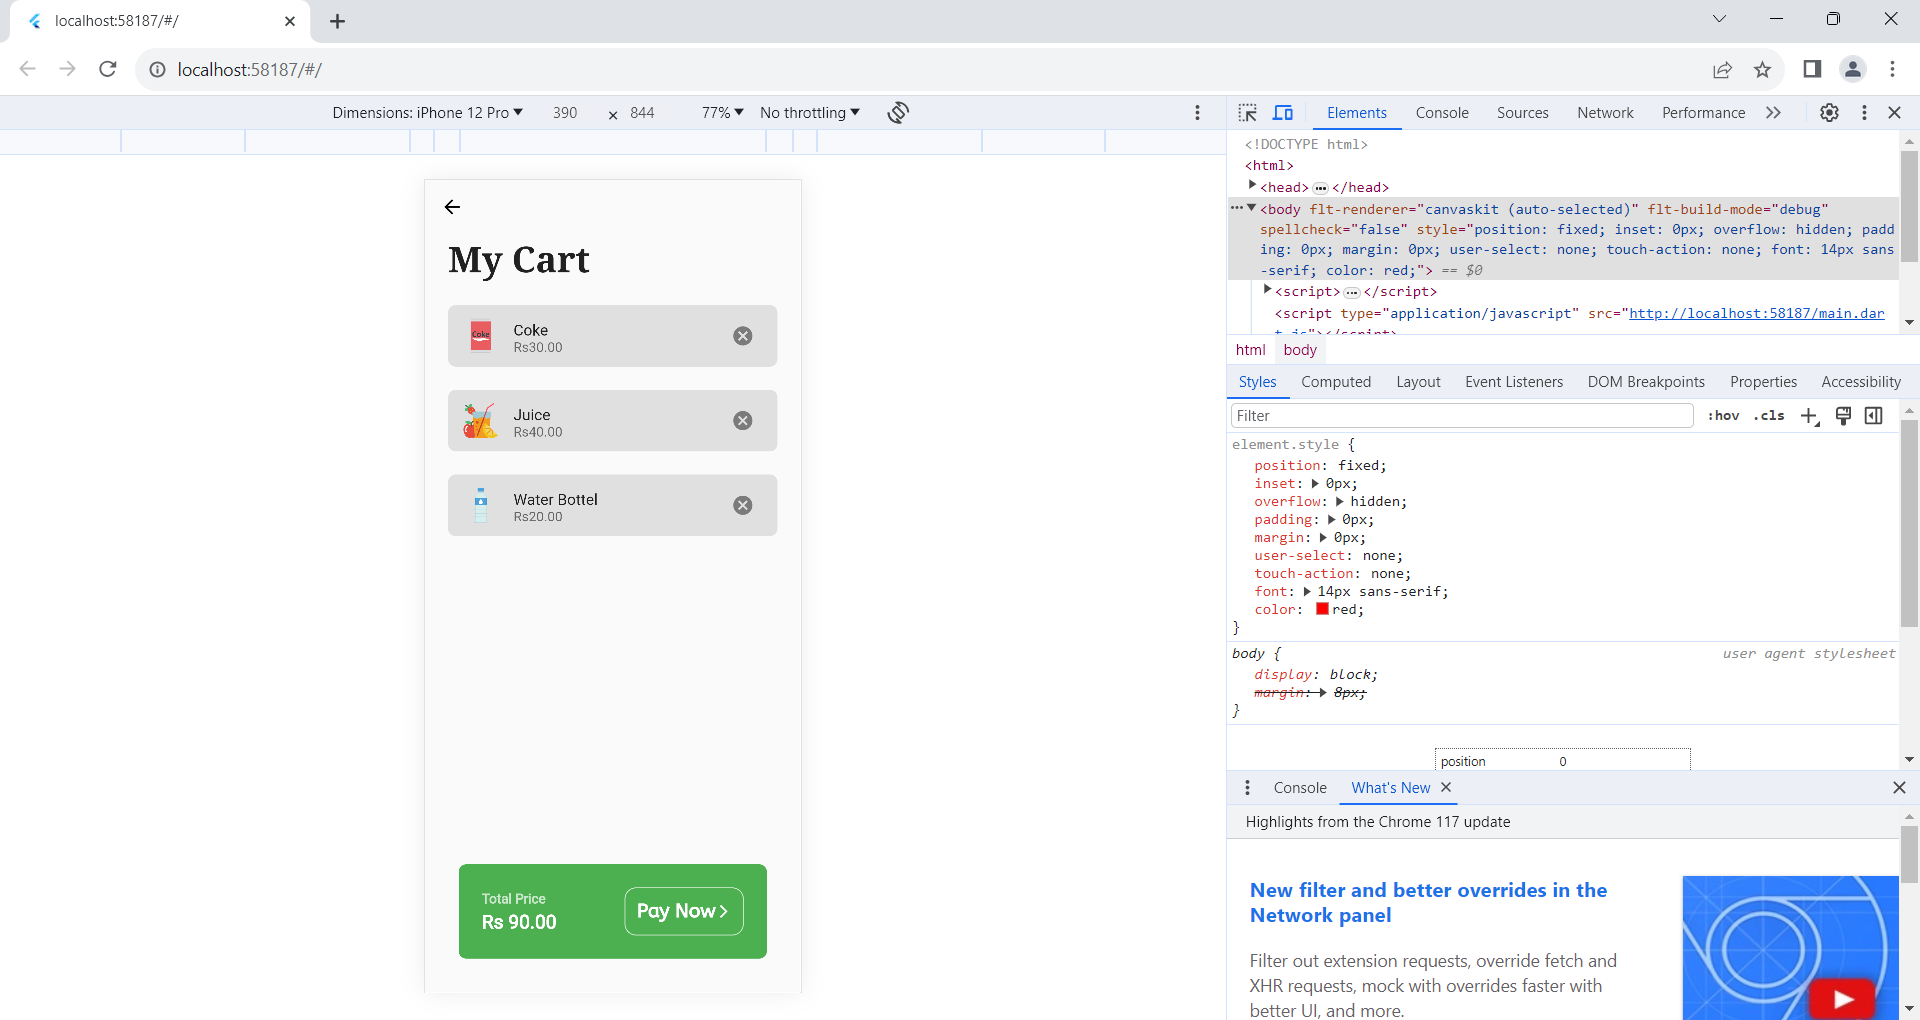 localhost:58187/#/
localhost:58187/#/
Dimensions: iPhone 12 Pro 390 × 844 77% No throttling
Elements Console Sources Network Performance
My Cart
Coke
Coke
Rs30.00
Juice
Rs40.00
Water Bottel
Rs20.00
Total Price
Rs 90.00
Pay Now
<!DOCTYPE html>
<html>
<head> </head>
<body flt-renderer="canvaskit (auto-selected)" flt-build-mode="debug"
spellcheck="false" style="position: fixed; inset: 0px; overflow: hidden; padd
ing: 0px; margin: 0px; user-select: none; touch-action: none; font: 14px sans
-serif; color: red;"> == $0
<script> </script>
<script type="application/javascript" src="http://localhost:58187/main.dar
t.js"></script>
html body
Styles Computed Layout Event Listeners DOM Breakpoints Properties Accessibility
Filter :hov .cls
element.style {
position: fixed;
inset: 0px;
overflow: hidden;
padding: 0px;
margin: 0px;
user-select: none;
touch-action: none;
font: 14px sans-serif;
color: red;
}
body { user agent stylesheet
display: block;
margin: 8px;
}
position 0
Console What's New
Highlights from the Chrome 117 update
New filter and better overrides in the
Network panel
Filter out extension requests, override fetch and
XHR requests, mock with overrides faster with
better UI, and more.